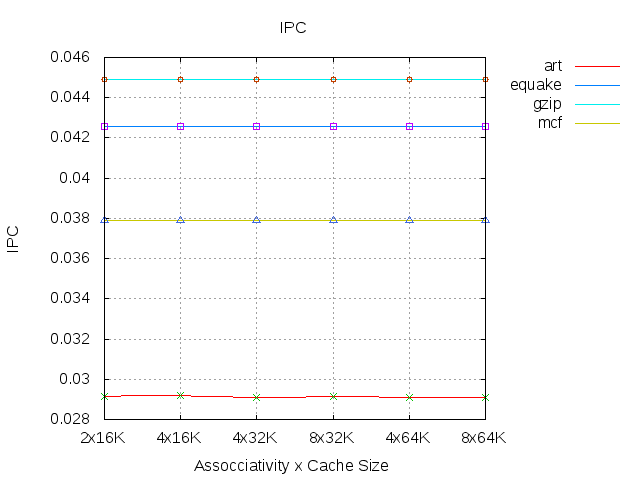 IPC
0.046
0.044
0.042
0.04
0.038
0.036
0.034
0.032
0.03
0.028
IPC
2x16K 4x16K 4x32K 8x32K 4x64K 8x64K
Assocciativity x Cache Size
art
equake
gzip
mcf